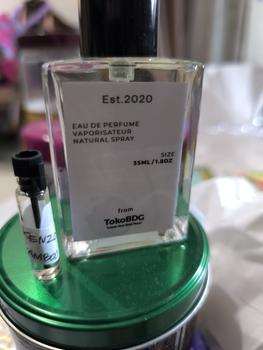 Est.2020
EAU DE PERFUME
VAPORISATEUR
NATURAL SPRAY
SIZE
35ML/1.8OZ
from
TokoBDG